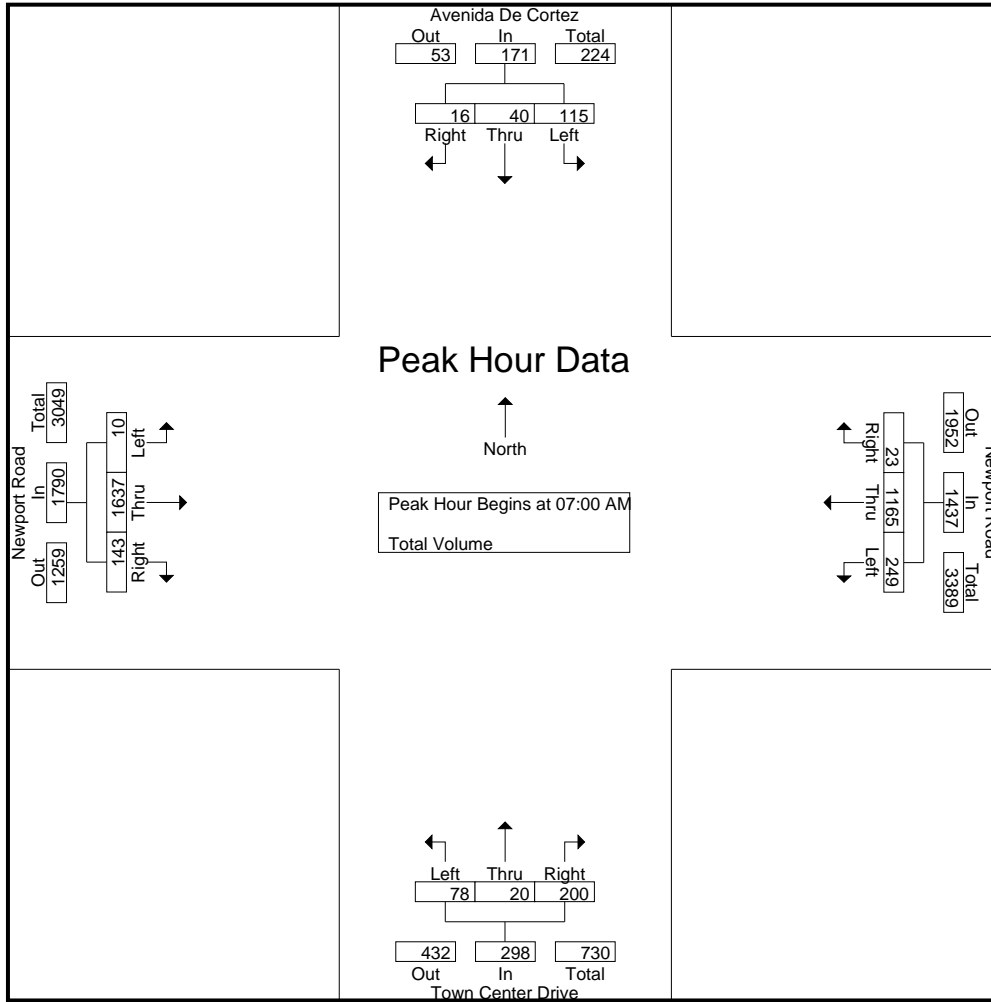 Avenida De Cortez
Out In Total
53 171 224
16 40 115
Right Thru Left
Peak Hour Data
North
Peak Hour Begins at 07:00 AM
Total Volume
Newport Road
Total In Out
3049 1790 1259
10 1637 143
Left Thru Right
Newport Road
Out In Total
1952 1437 3389
23 1165 249
Right Thru Left
Left Thru Right
78 20 200
432 298 730
Out In Total
Town Center Drive